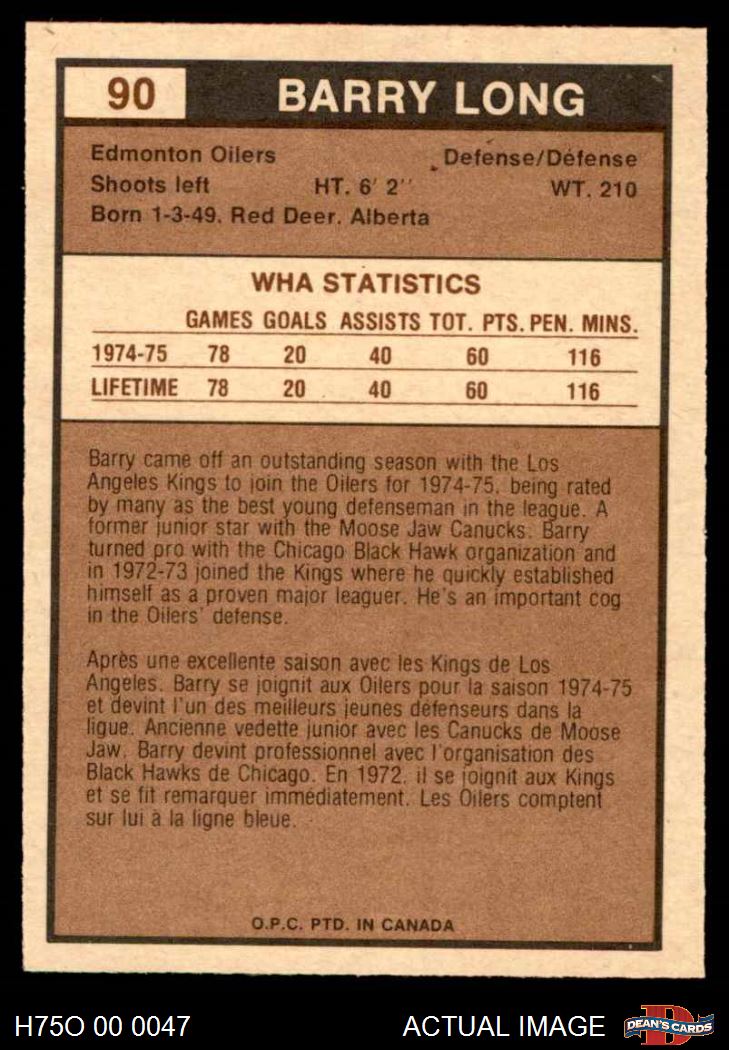 90 BARRY LONG
Edmonton Oilers Defense/Défense
Shoots left HT. 6' 2'' WT. 210
Born 1-3-49. Red Deer. Alberta
WHA STATISTICS
GAMES GOALS ASSISTS TOT. PTS. PEN. MINS.
1974-75 78 20 40 60 116
LIFETIME 78 20 40 60 116
Barry came off an outstanding season with the Los
Angeles Kings to join the Oilers for 1974-75, being rated
by many as the best young defenseman in the league. A
former junior star with the Moose Jaw Canucks. Barry
turned pro with the Chicago Black Hawk organization and
in 1972-73 joined the Kings where he quickly established
himself as a proven major leaguer. He's an important cog
in the Oilers' defense.
Après une excellente saison avec les Kings de Los
Angeles. Barry se joignit aux Oilers pour la saison 1974-75
et devint l'un des meilleurs jeunes défenseurs dans la
ligue. Ancienne vedette junior avec les Canucks de Moose
Jaw. Barry devint professionnel avec l'organisation des
Black Hawks de Chicago. En 1972, il se joignit aux Kings
et se fit remarquer immédiatement. Les Oilers comptent
sur lui à la ligne bleue.
O.P.C. PTD. IN CANADA
H75O 00 0047 ACTUAL IMAGE D DEAN'S CARDS